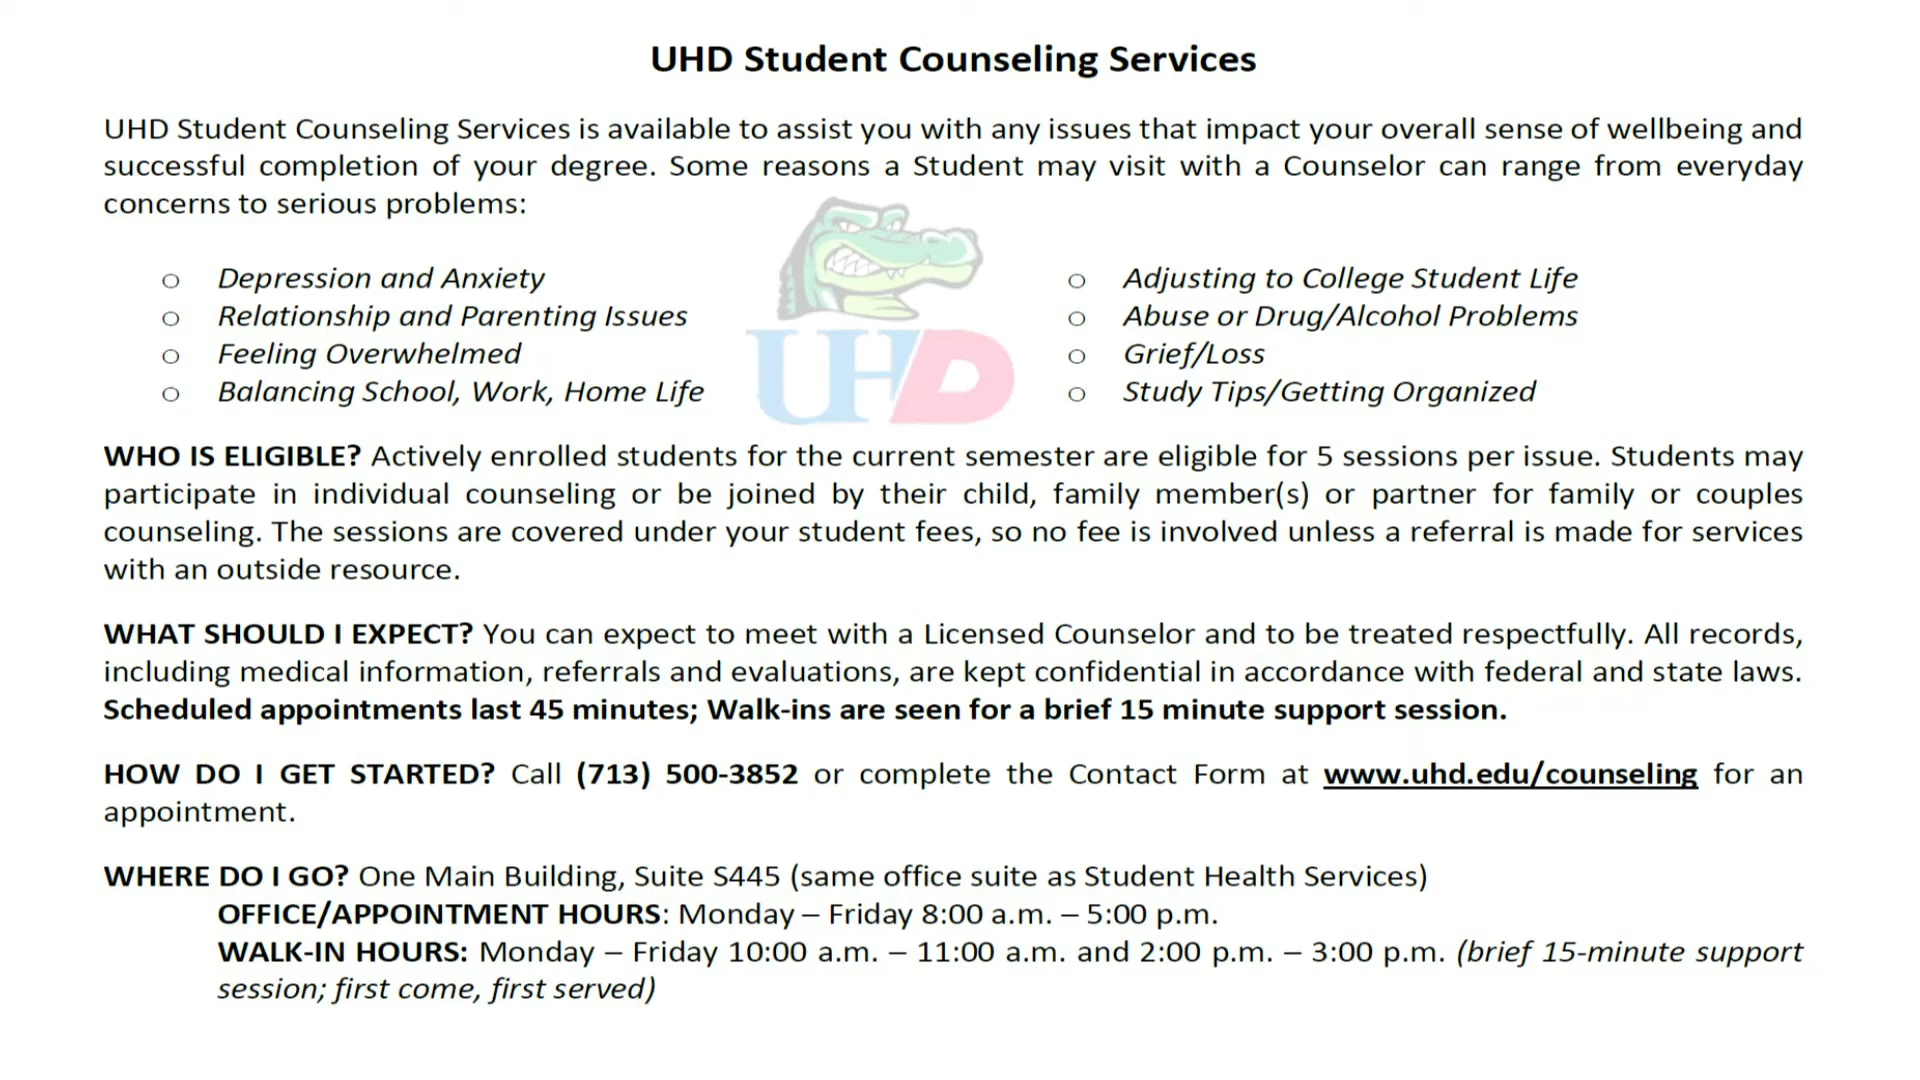 UHD Student Counseling Services
UHD Student Counseling Services is available to assist you with any issues that impact your overall sense of wellbeing and
successful completion of your degree. Some reasons a Student may visit with a Counselor can range from everyday
concerns to serious problems:
o Depression and Anxiety
o Relationship and Parenting Issues
o Feeling Overwhelmed
o Balancing School, Work, Home Life
UHD
o Adjusting to College Student Life
o Abuse or Drug/Alcohol Problems
o Grief/Loss
o Study Tips/Getting Organized
WHO IS ELIGIBLE? Actively enrolled students for the current semester are eligible for 5 sessions per issue. Students may
participate in individual counseling or be joined by their child, family member(s) or partner for family or couples
counseling. The sessions are covered under your student fees, so no fee is involved unless a referral is made for services
with an outside resource.
WHAT SHOULD I EXPECT? You can expect to meet with a Licensed Counselor and to be treated respectfully. All records,
including medical information, referrals and evaluations, are kept confidential in accordance with federal and state laws.
Scheduled appointments last 45 minutes; Walk-ins are seen for a brief 15 minute support session.
HOW DO I GET STARTED? Call (713) 500-3852 or complete the Contact Form at www.uhd.edu/counseling for an
appointment.
WHERE DO I GO? One Main Building, Suite S445 (same office suite as Student Health Services)
OFFICE/APPOINTMENT HOURS: Monday – Friday 8:00 a.m. – 5:00 p.m.
WALK-IN HOURS: Monday – Friday 10:00 a.m. – 11:00 a.m. and 2:00 p.m. – 3:00 p.m. (brief 15-minute support
session; first come, first served)